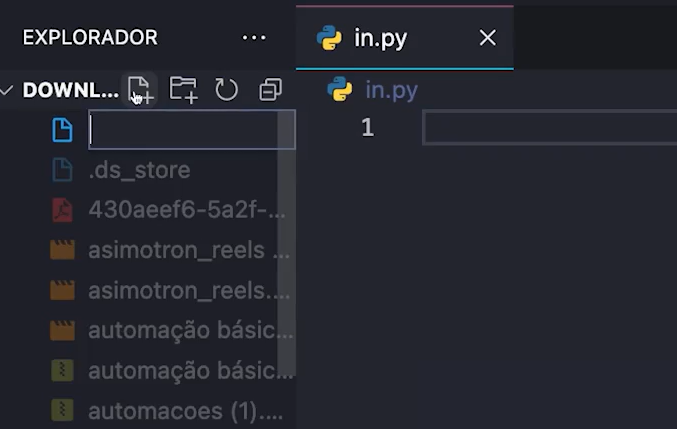 EXPLORADOR ...
in.py
DOWNL...
in.py
1
.ds_store
430aeef6-5a2f-...
asimotron_reels ...
asimotron_reels....
automação básic...
automação básic...
automacoes (1)....